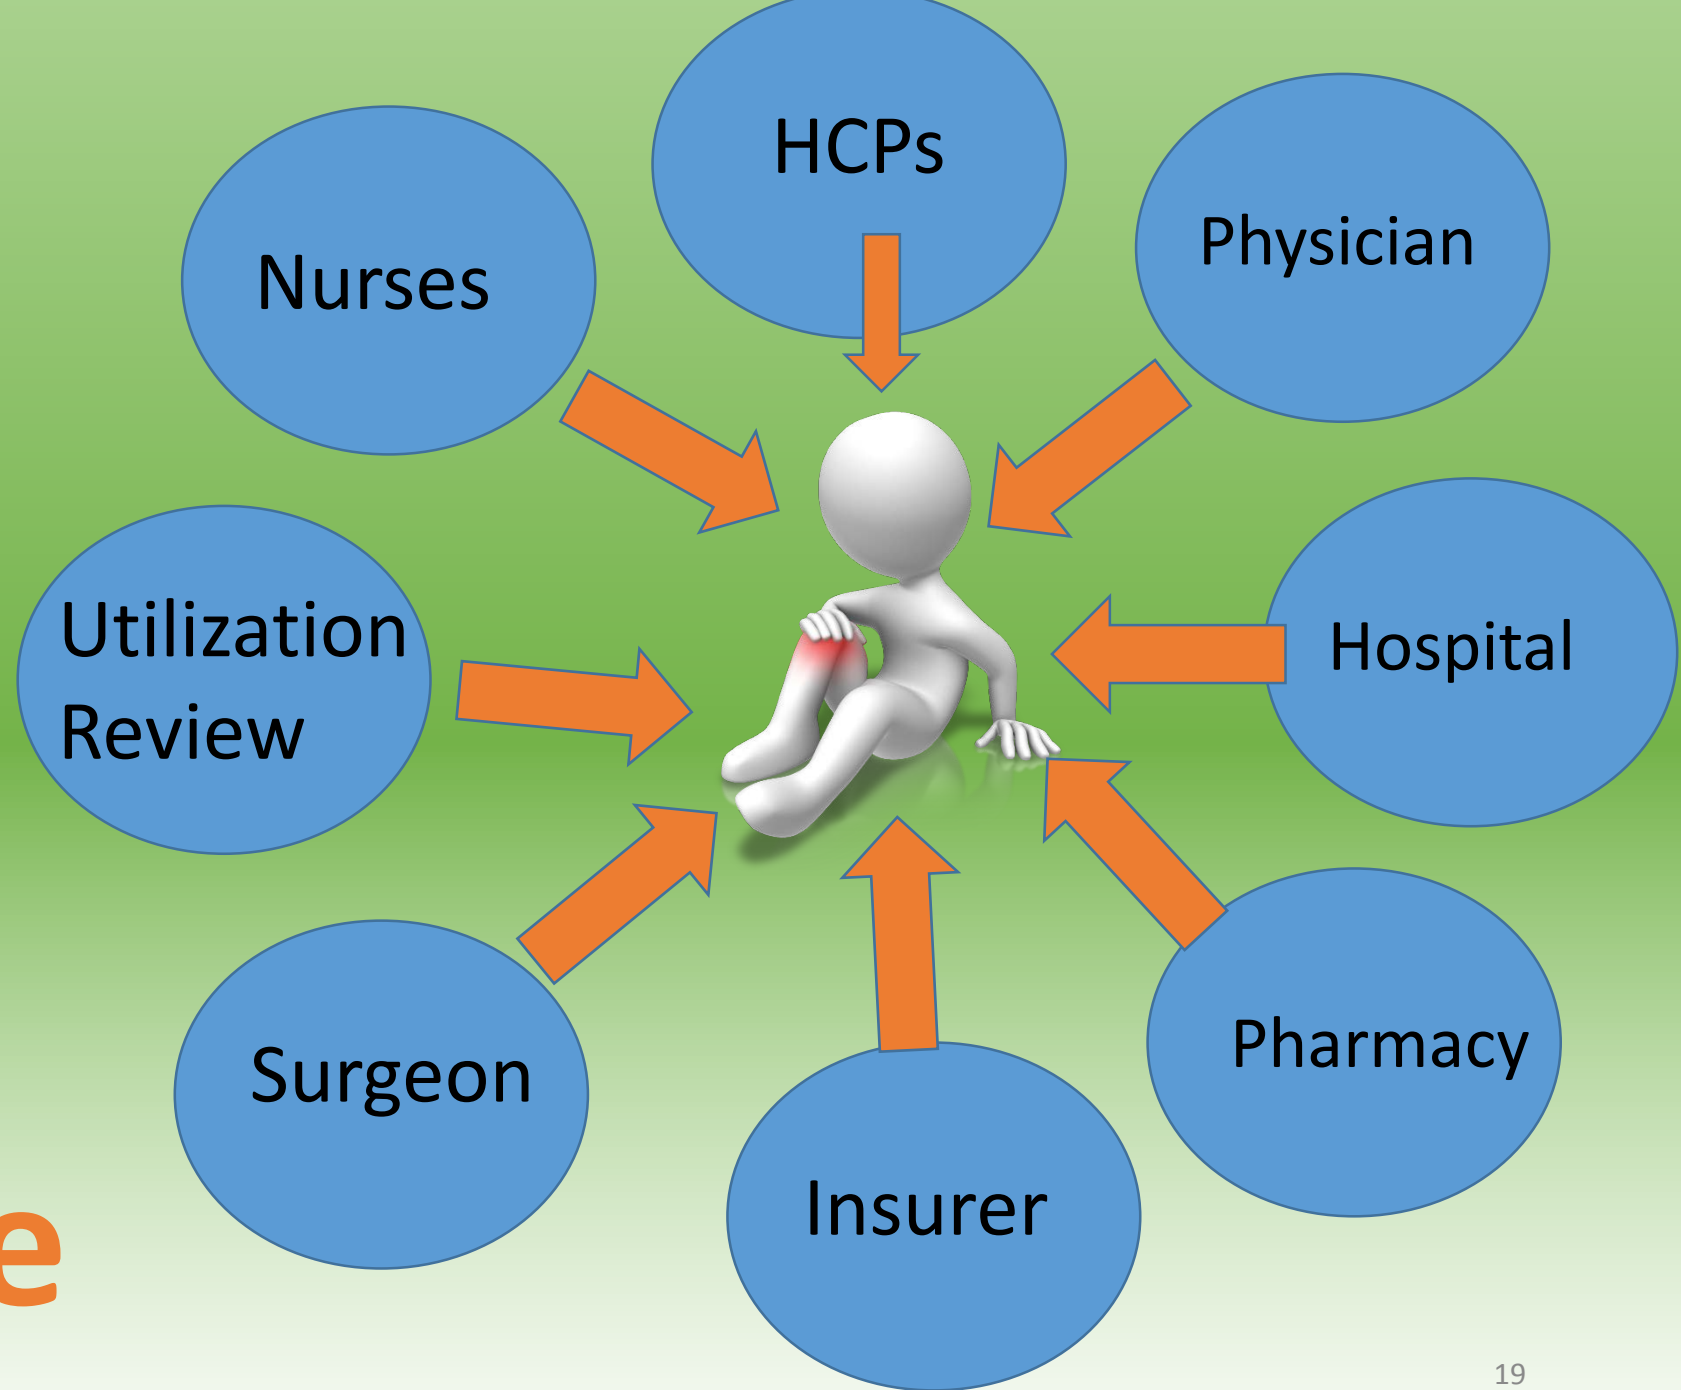 HCPs
Physician
Nurses
Utilization
Review
Hospital
Surgeon
Pharmacy
Insurer
e
19